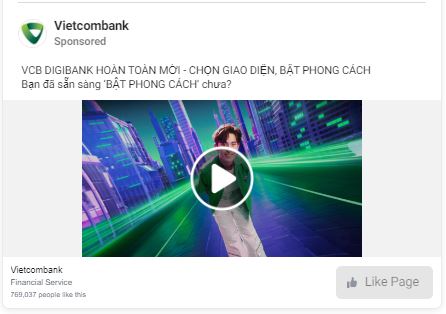 Vietcombank
Sponsored
VCB DIGIBANK HOÀN TOÀN MỚI - CHỌN GIAO DIỆN, BẬT PHONG CÁCH
Bạn đã sẵn sàng 'BẬT PHONG CÁCH' chưa?
Vietcombank
Financial Service
769,037 people like this
Like Page